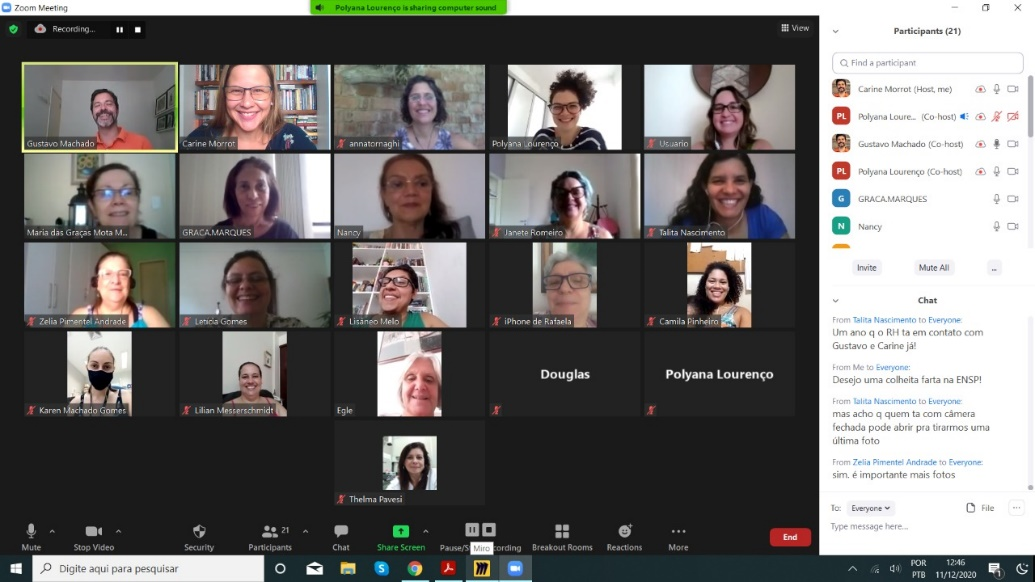 Zoom Meeting
Polyana Lourenço is sharing computer sound
Recording...
View
Gustavo Machado
Carine Morrot
annatornaghi
Polyana Lourenço
Usuario
Maria das Graças Mota M...
GRACA.MARQUES
Nancy
Janete Romeiro
Talita Nascimento
Zelia Pimentel Andrade
Leticia Gomes
Lisâneo Melo
iPhone de Rafaela
Camila Pinheiro
Karen Machado Gomes
Lilian Messerschmidt
Egle
Douglas
Polyana Lourenço
Thelma Pavesi
Participants (21)
Find a participant
Carine Morrot (Host, me)
PL Polyana Loure... (Co-host)
Gustavo Machado (Co-host)
PL Polyana Lourenço (Co-host)
G GRACA.MARQUES
N Nancy
Invite
Mute All
...
Chat
From Talita Nascimento to Everyone:
Um ano q o RH ta em contato com
Gustavo e Carine já!
From Me to Everyone:
Desejo uma colheita farta na ENSP!
From Talita Nascimento to Everyone:
mas acho q quem ta com câmera
fechada pode abrir pra tirarmos uma
última foto
From Zelia Pimentel Andrade to Everyone:
sim. é importante mais fotos
To: Everyone
File
Type message here...
Mute
Stop Video
Security
Participants
21
Chat
Share Screen
Pause/S
Miro
cording
Breakout Rooms
Reactions
More
End
Digite aqui para pesquisar
POR
PTB
12:46
11/12/2020
1